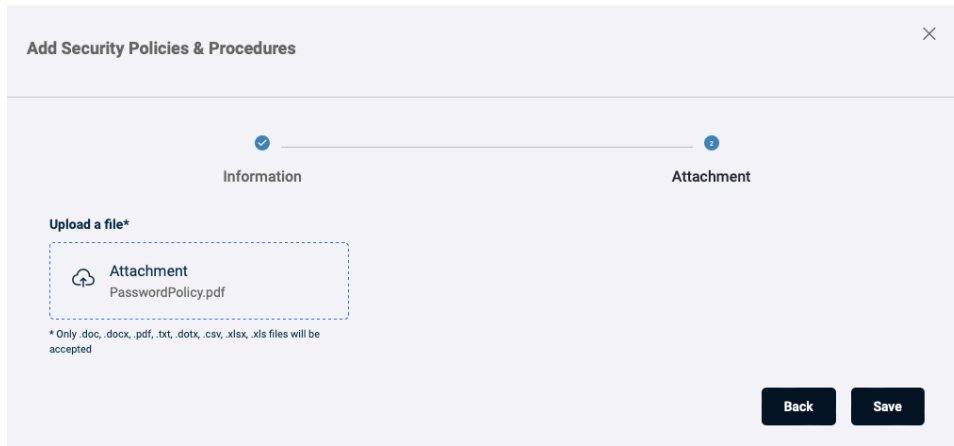 Add Security Policies & Procedures
2
Information
Attachment
Upload a file*
Attachment
PasswordPolicy.pdf
* Only .doc, .docx, .pdf, .txt, .dotx, .csv, .xlsx, .xls files will be
accepted
Back
Save